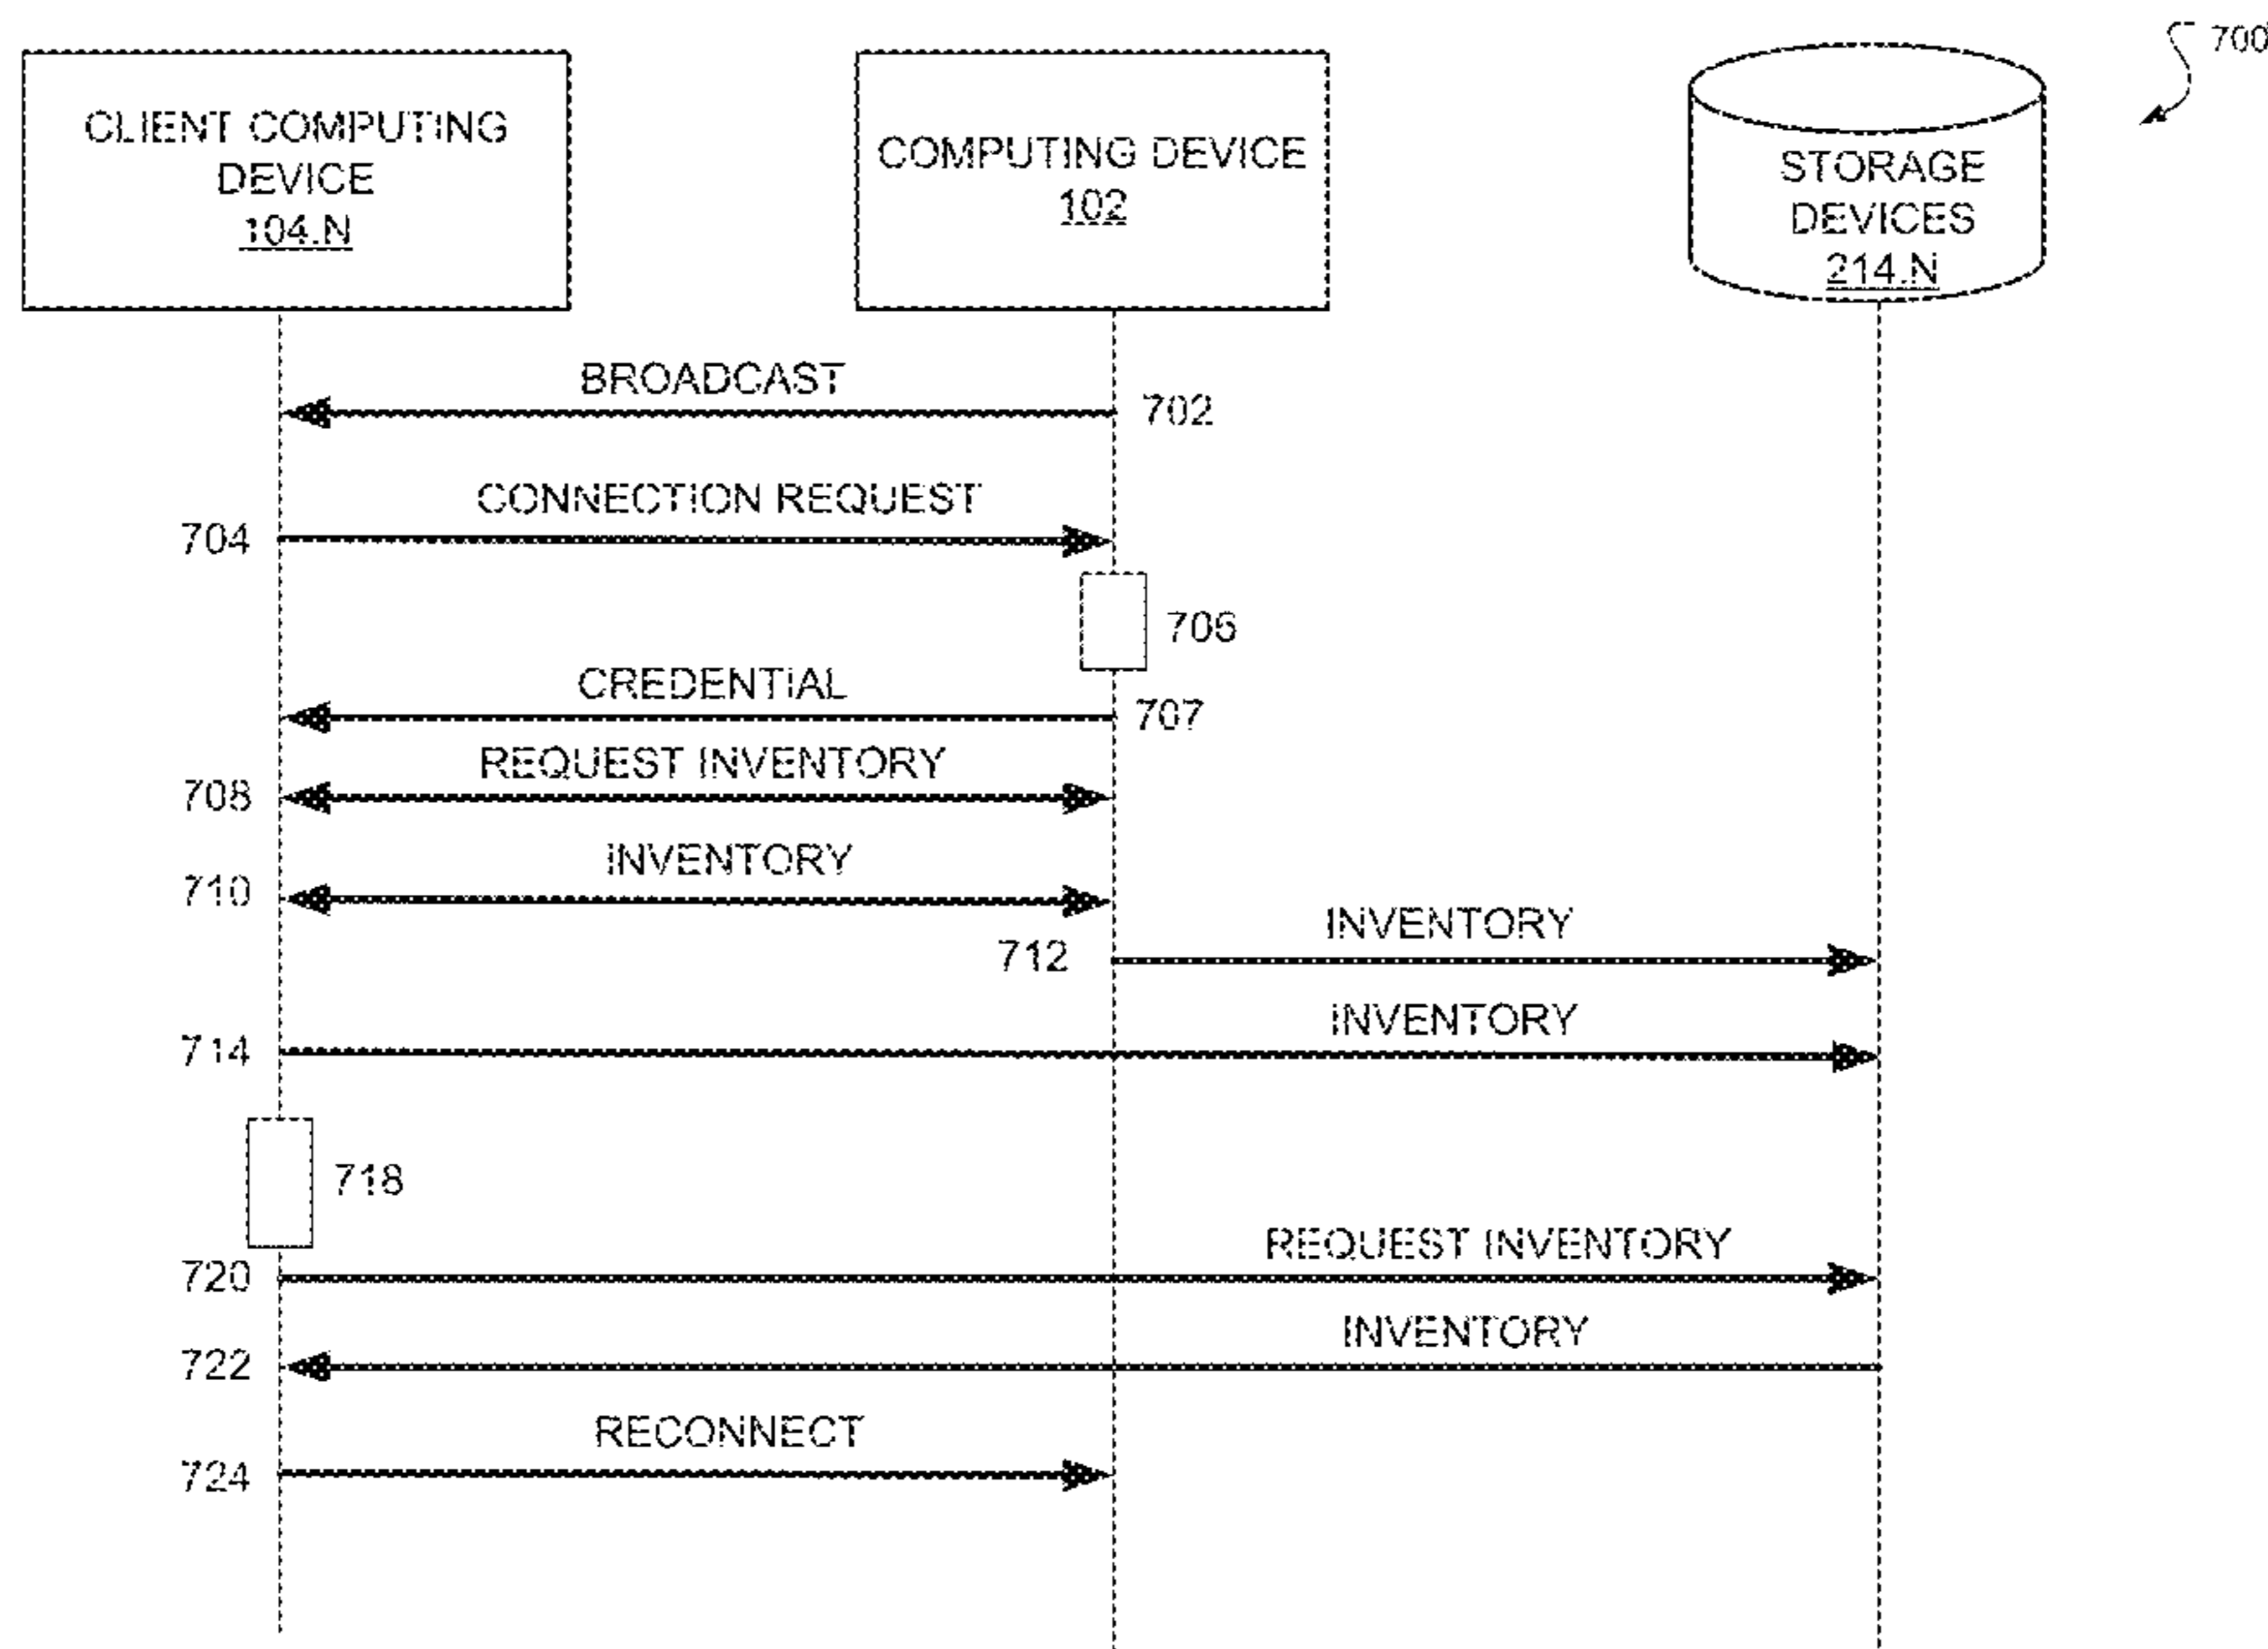 700
CLIENT COMPUTING
DEVICE
104.N
COMPUTING DEVICE
102
STORAGE
DEVICES
214.N
BROADCAST
702
CONNECTION REQUEST
704
706
CREDENTIAL
707
REQUEST INVENTORY
708
INVENTORY
710
INVENTORY
712
INVENTORY
714
718
REQUEST INVENTORY
720
INVENTORY
722
RECONNECT
724